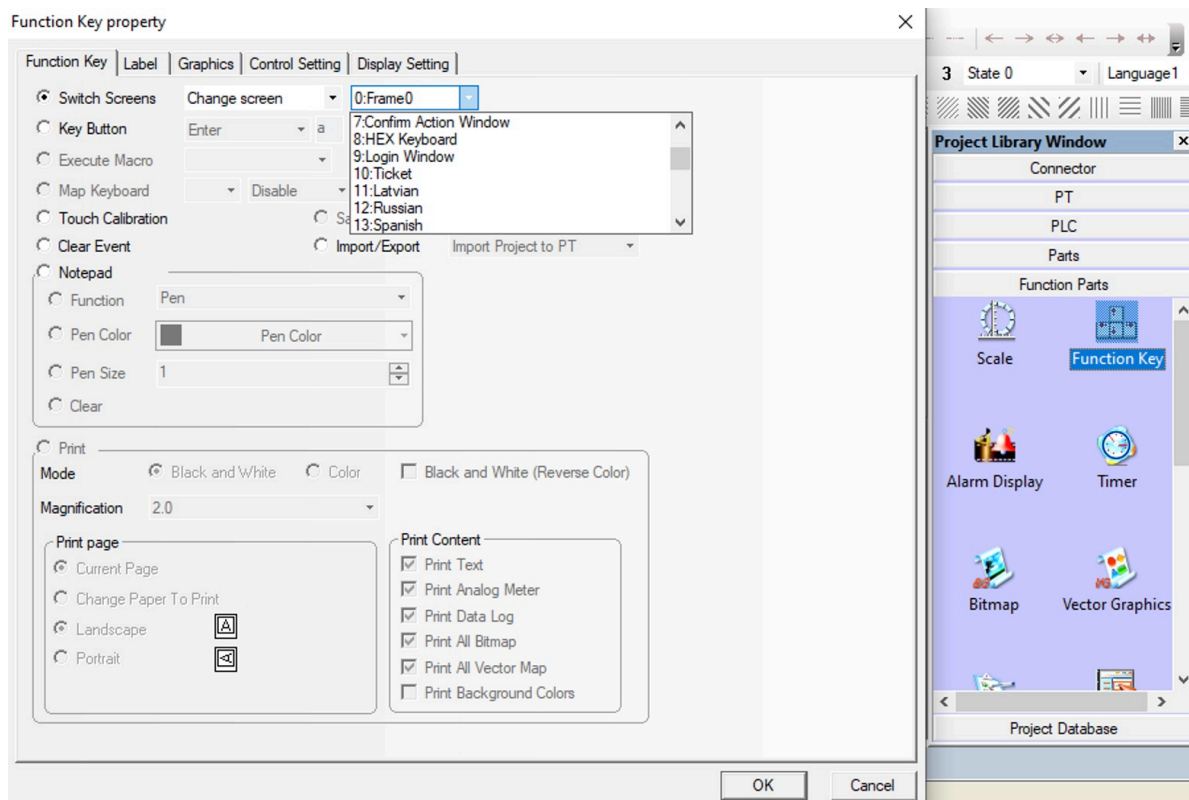 Function Key property
Function Key Label Graphics Control Setting Display Setting
Switch Screens Change screen 0:Frame0
7:Confirm Action Window
8:HEX Keyboard
9:Login Window
10:Ticket
11:Latvian
12:Russian
13:Spanish
Key Button Enter a
Execute Macro
Map Keyboard Disable
Touch Calibration
Clear Event Import/Export Import Project to PT
Notepad
Function Pen
Pen Color Pen Color
Pen Size 1
Clear
Print
Mode Black and White Color Black and White (Reverse Color)
Magnification 2.0
Print page
Current Page
Change Paper To Print
Landscape A
Portrait A
Print Content
Print Text
Print Analog Meter
Print Data Log
Print All Bitmap
Print All Vector Map
Print Background Colors
OK Cancel
3 State 0 Language1
Project Library Window
Connector
PT
PLC
Parts
Function Parts
Scale Function Key
Alarm Display Timer
Bitmap Vector Graphics
Project Database